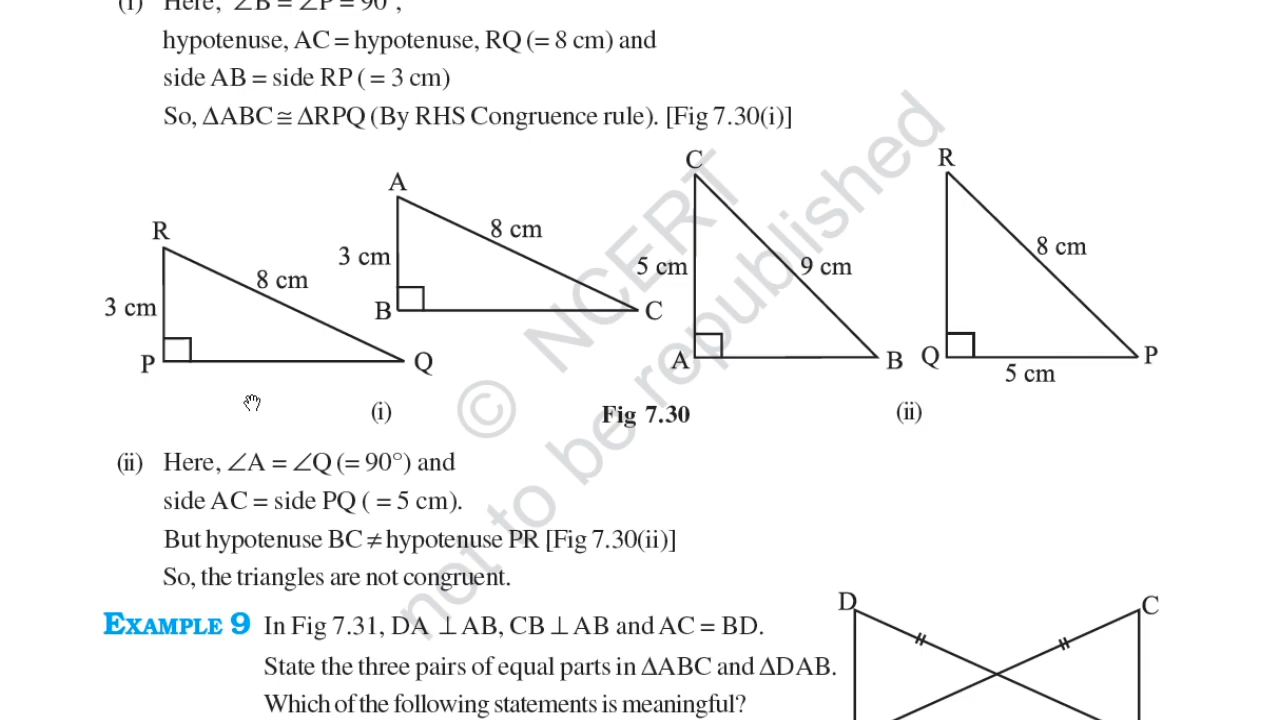 (i) Here, ∠B = ∠P = 90°,
hypotenuse, AC = hypotenuse, RQ (= 8 cm) and
side AB = side RP ( = 3 cm)
So, ΔABC ≅ ΔRPQ (By RHS Congruence rule). [Fig 7.30(i)]
R
3 cm
8 cm
P
Q
A
3 cm
8 cm
B
C
(i)
C
5 cm
9 cm
A
B
R
8 cm
Q
P
5 cm
Fig 7.30
(ii)
(ii) Here, ∠A = ∠Q (= 90°) and
side AC = side PQ ( = 5 cm).
But hypotenuse BC ≠ hypotenuse PR [Fig 7.30(ii)]
So, the triangles are not congruent.
EXAMPLE 9 In Fig 7.31, DA ⊥ AB, CB ⊥ AB and AC = BD.
State the three pairs of equal parts in ΔABC and ΔDAB.
Which of the following statements is meaningful?
D
C
© NCERT
not to be republished